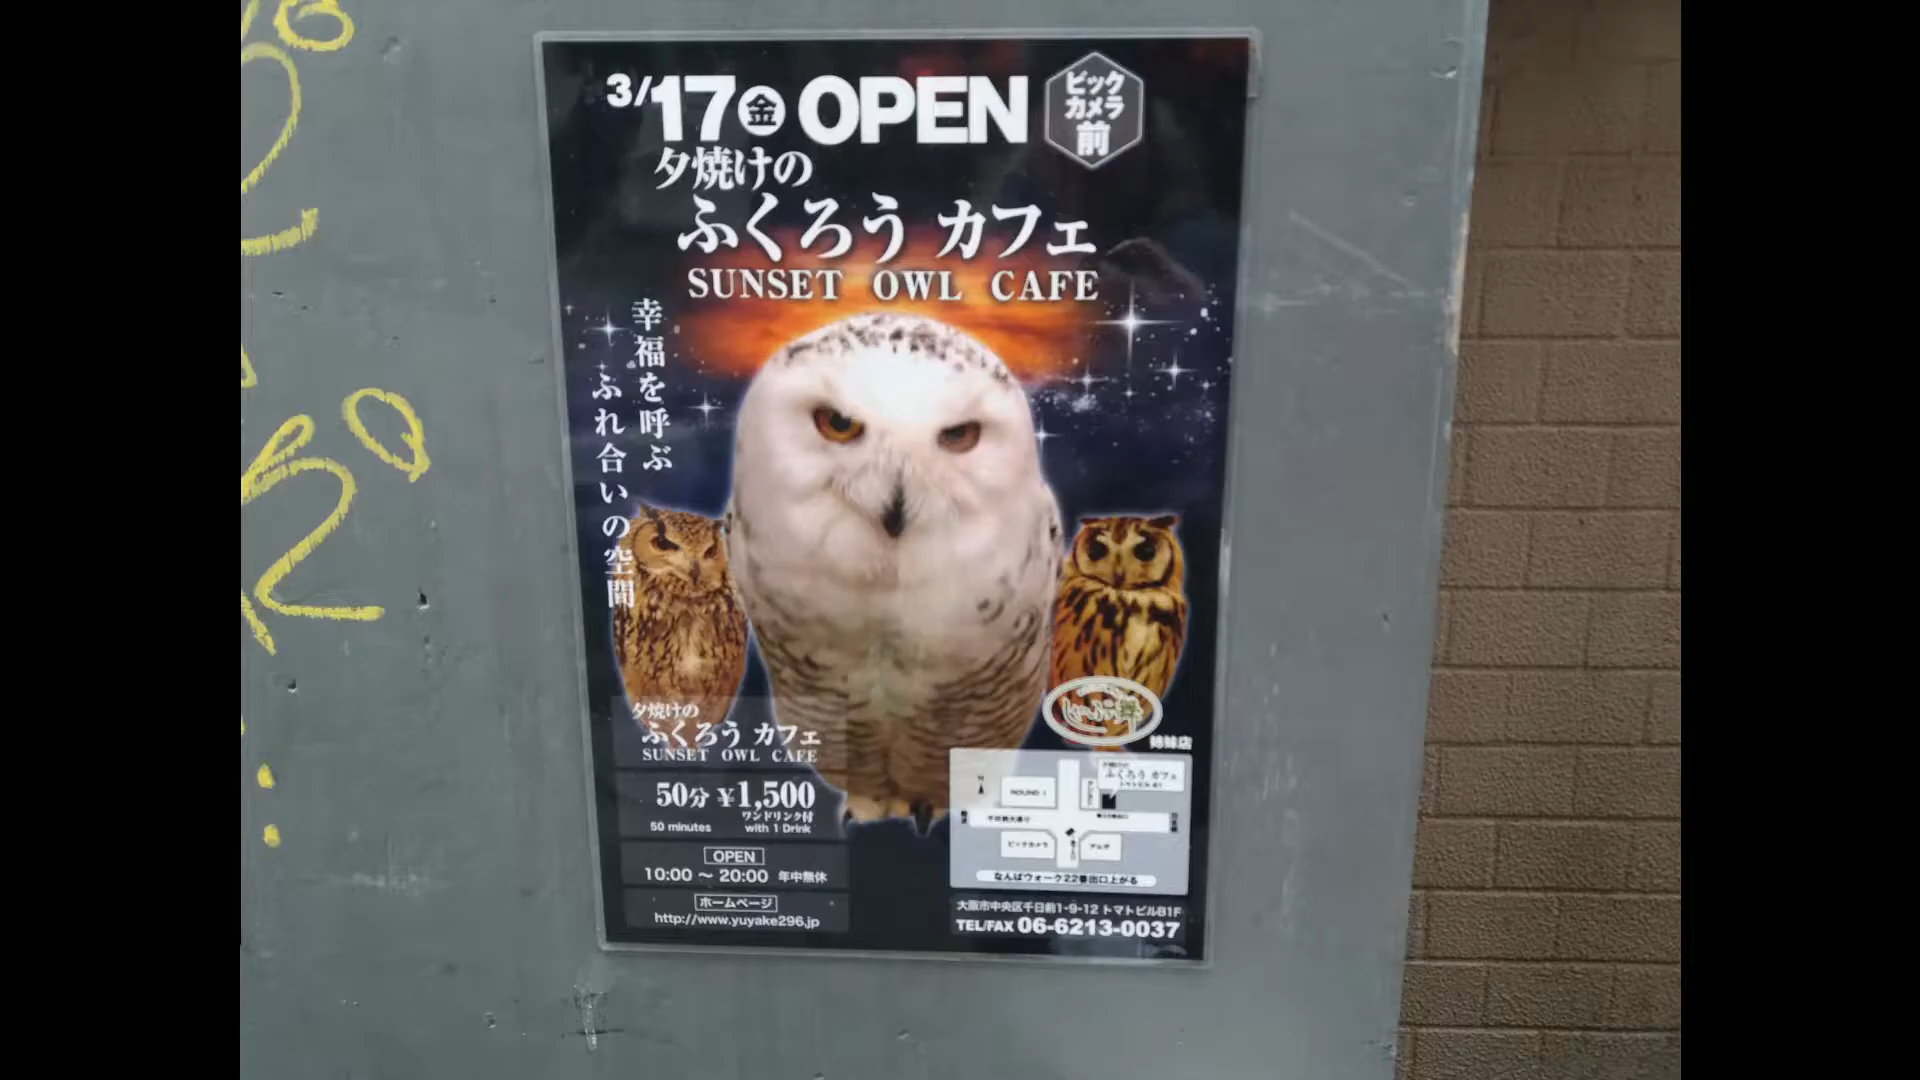 3/17㊎ OPEN
ビック
カメラ
前
夕焼けの
ふくろう カフェ
SUNSET OWL CAFE
幸福を呼ぶ
ふれ合いの空間
夕焼けの
ふくろう カフェ
SUNSET OWL CAFE
50分 ¥1,500
ワンドリンク付
50 minutes with 1 Drink
OPEN
10:00 ～ 20:00 年中無休
ホームページ
http://www.yuyake296.jp
姉妹店
N
ふくろう カフェ
ROUND 1
ビックカメラ
なんばウォーク22番出口上がる
大阪市中央区千日前1-9-12 トマトビルB1F
TEL/FAX 06-6213-0037